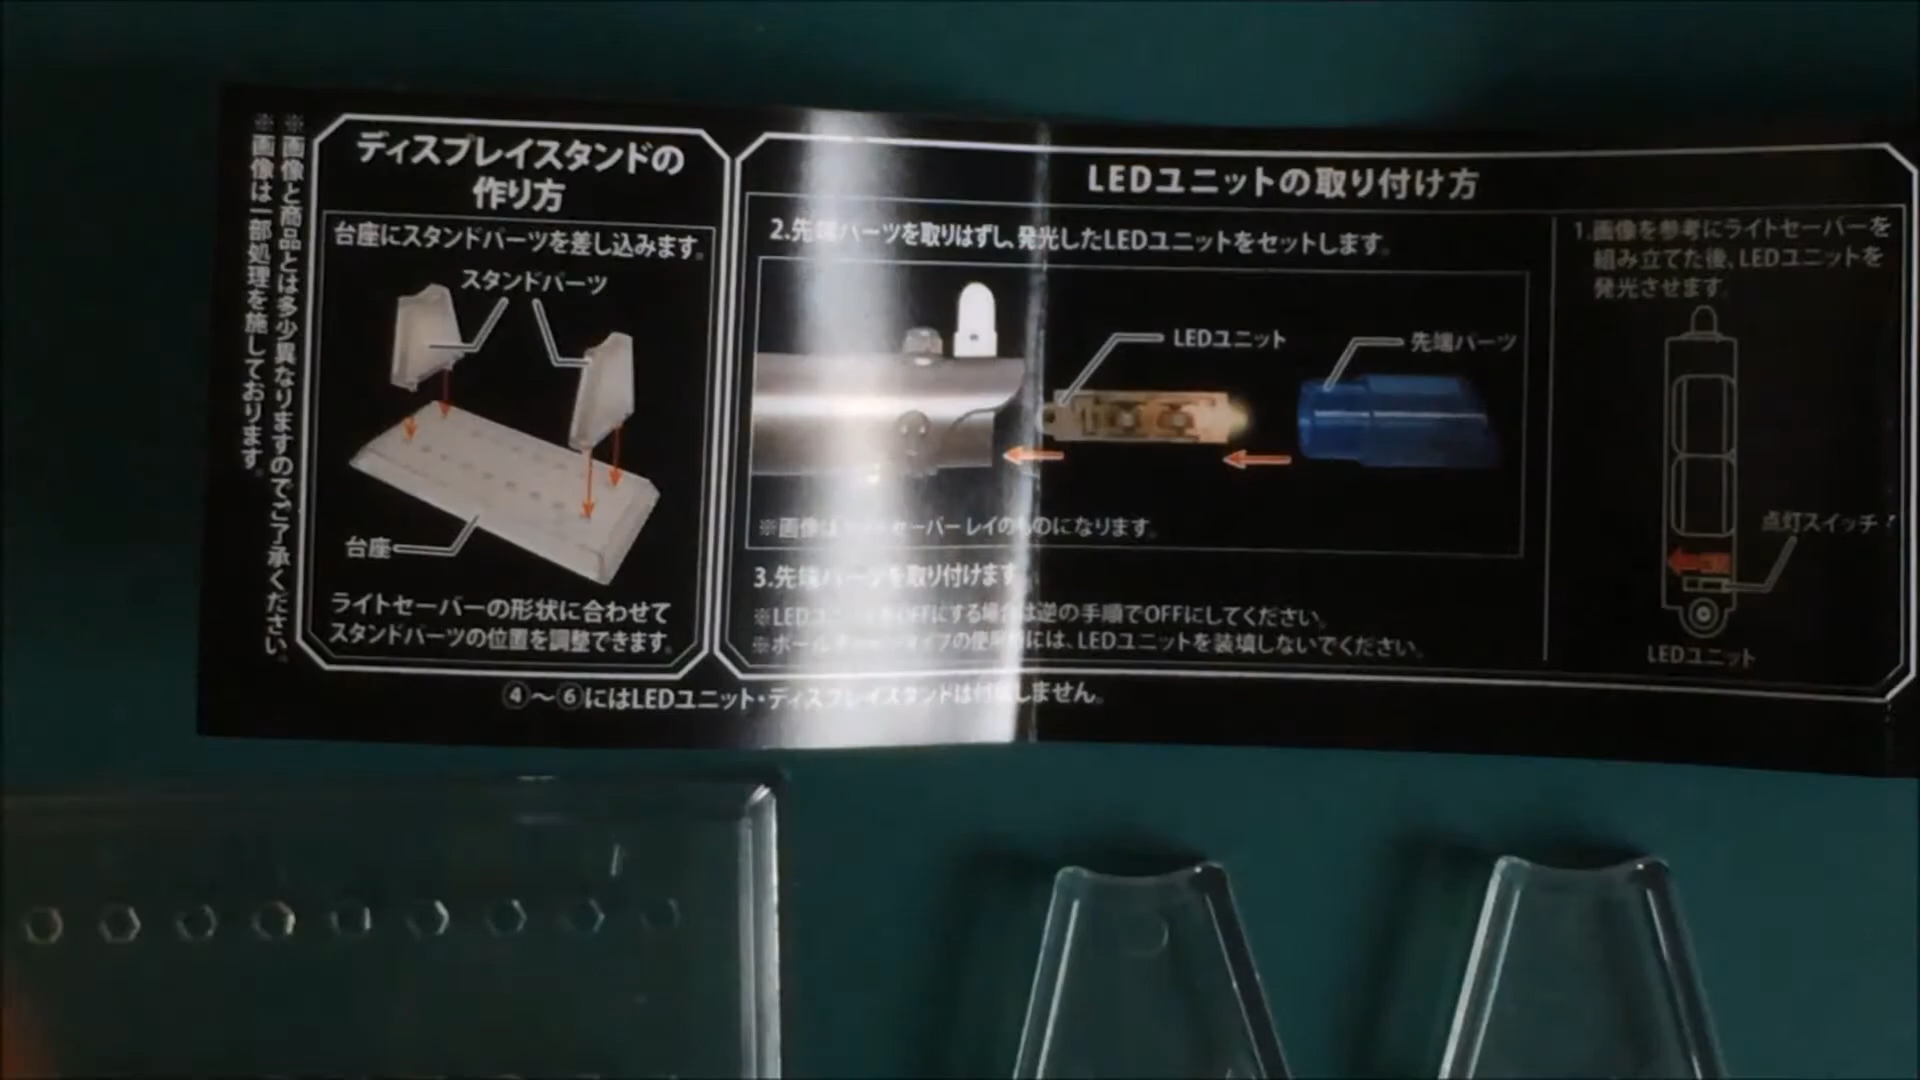 ※画像と商品とは多少異なりますのでご了承ください。
※画像は一部処理を施しております。
ディスプレイスタンドの
作り方
台座にスタンドパーツを差し込みます。
スタンドパーツ
台座
ライトセーバーの形状に合わせて
スタンドパーツの位置を調整できます。
LEDユニットの取り付け方
1.画像を参考にライトセーバーを
組み立てた後、LEDユニットを
発光させます。
点灯スイッチ
LEDユニット
2.先端パーツを取りはずし、発光したLEDユニットをセットします。
LEDユニット
先端パーツ
※画像は セーバーレイのものになります。
3.先端パーツを取り付けます
※LEDユニットをOFFにする場合は逆の手順でOFFにしてください。
※ボール タイプの使用 には、LEDユニットを装填しないでください。
④〜⑥にはLEDユニット・ディスプレイスタンドは付属しません。